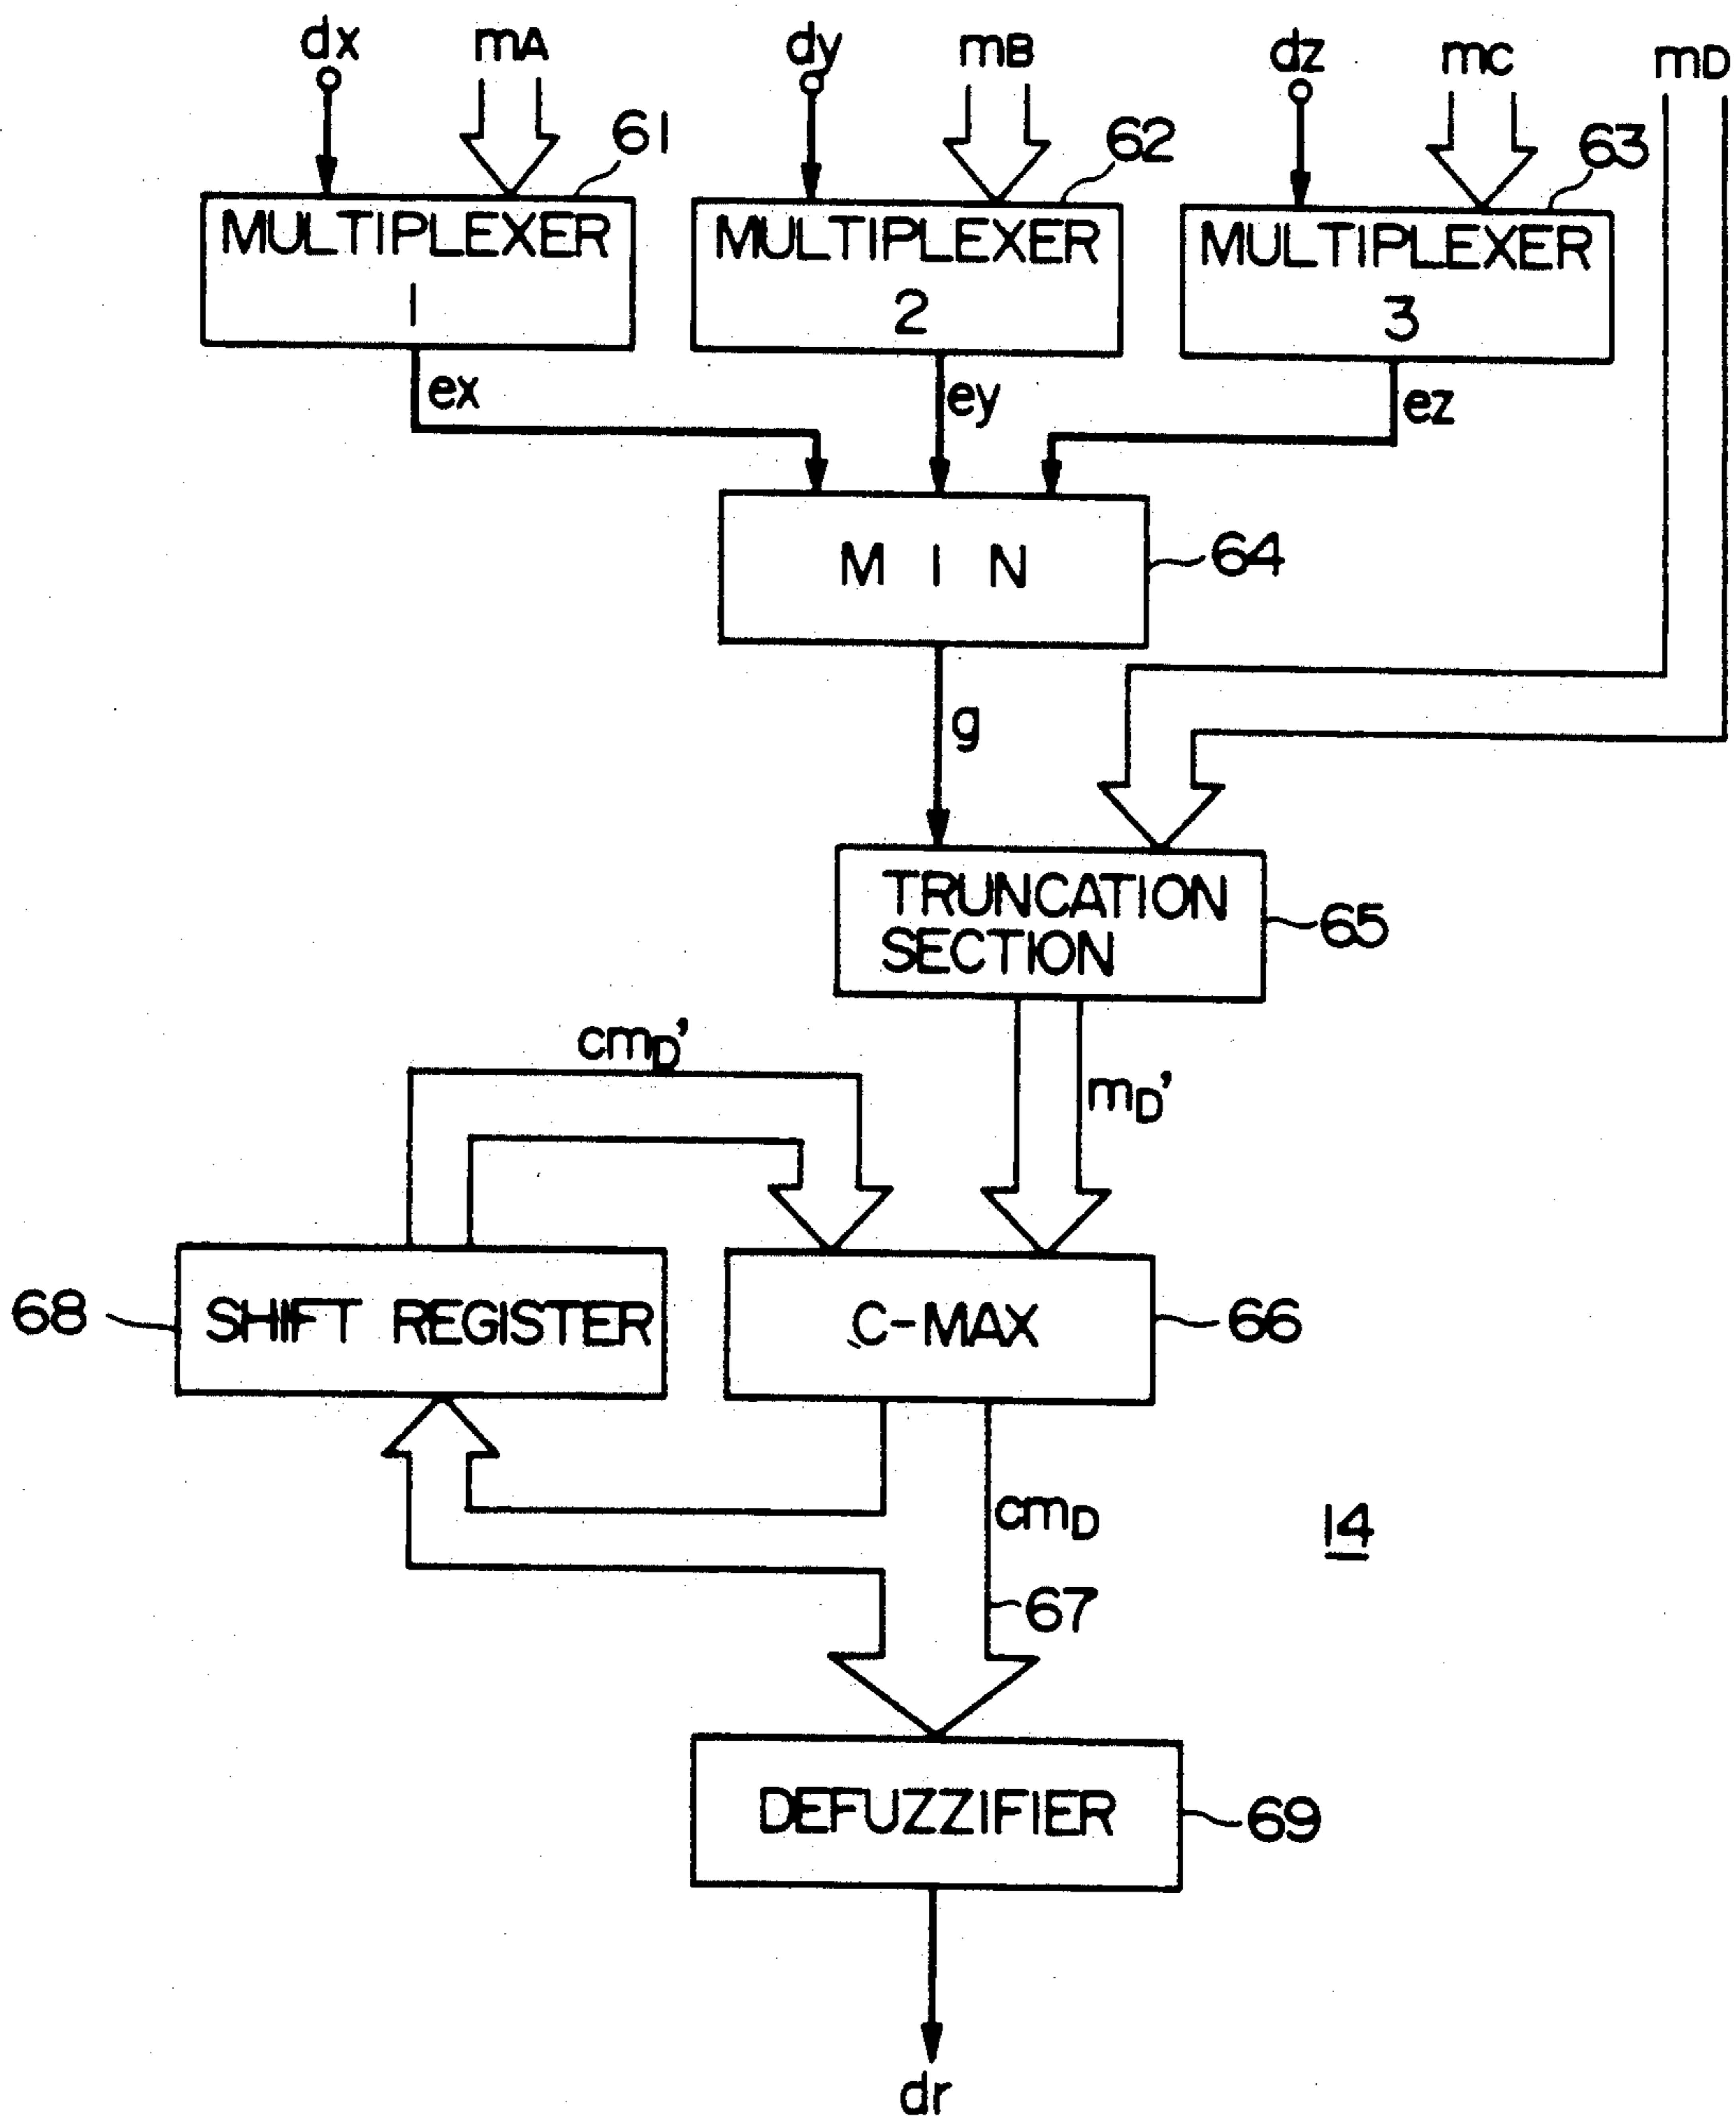 dx mA dy mB dz mC mD
61 62 63
MULTIPLEXER
1
MULTIPLEXER
2
MULTIPLEXER
3
ex ey ez
M I N
64
g
TRUNCATION
SECTION
65
cmD'
mD'
68
SHIFT REGISTER
C-MAX
66
cmD
14
67
DEFUZZIFIER
69
dr